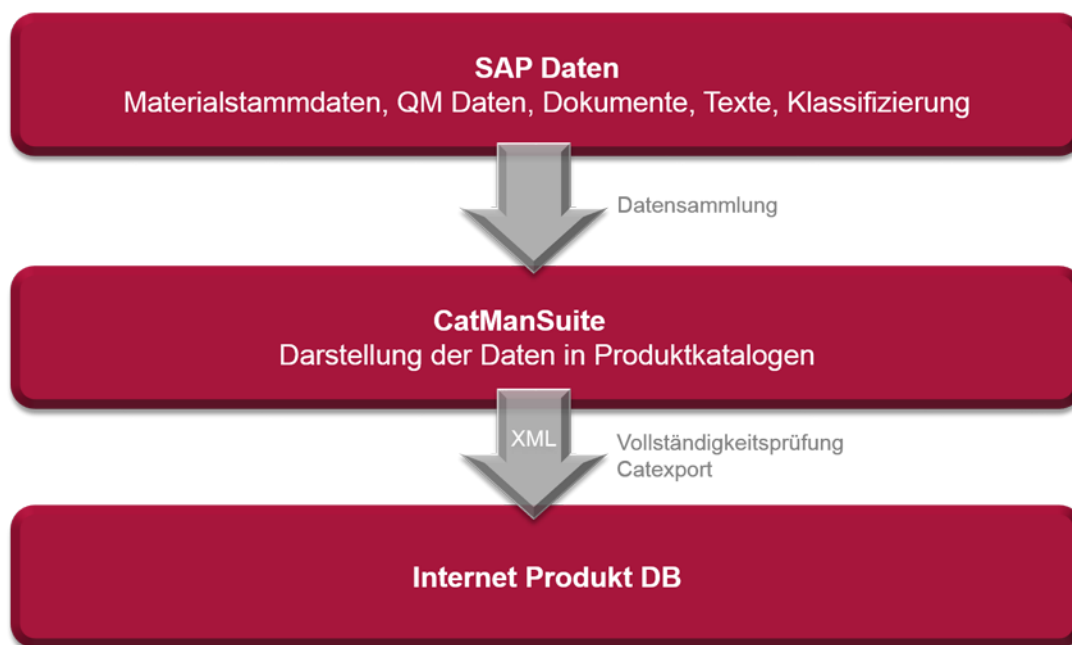 SAP Daten
Materialstammdaten, QM Daten, Dokumente, Texte, Klassifizierung
Datensammlung
CatManSuite
Darstellung der Daten in Produktkatalogen
XML
Vollständigkeitsprüfung
Catexport
Internet Produkt DB